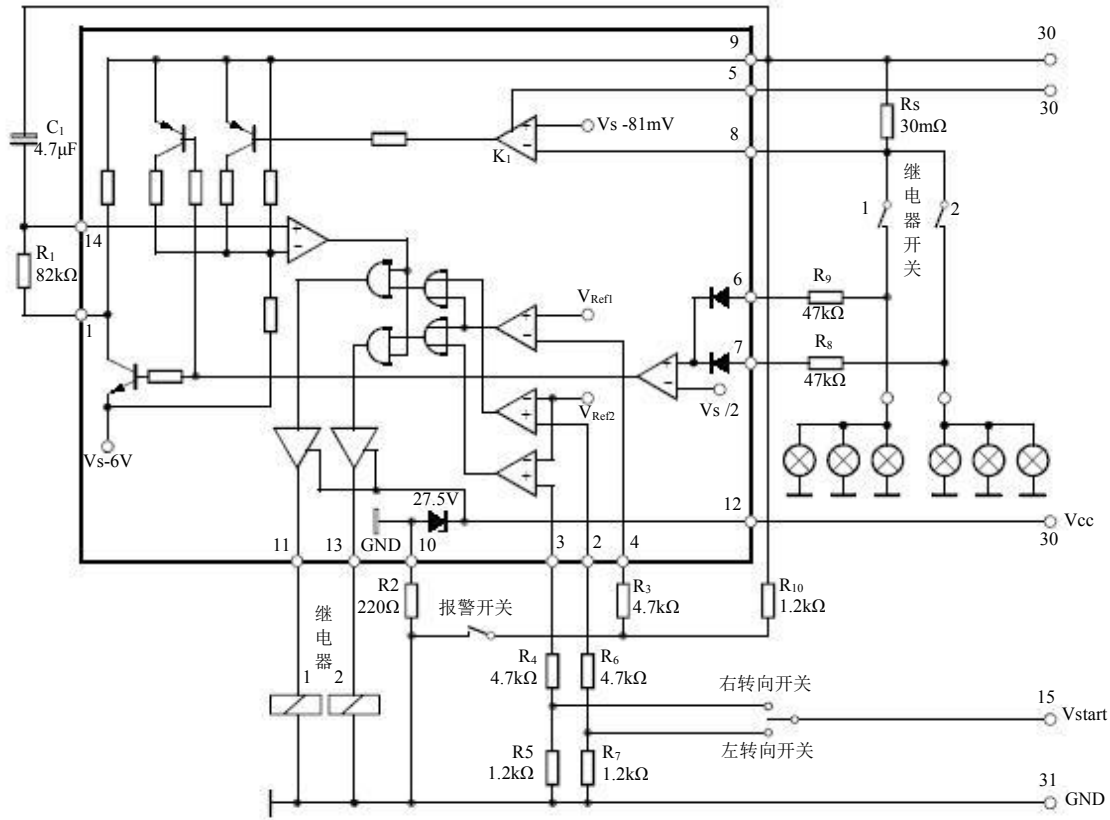 30
9
5
30
Rs
30mΩ
C₁
4.7μF
Vs -81mV
K₁
8
继电器开关
1
2
14
R₁
82kΩ
6
R₉
47kΩ
V_Ref1
1
7
R₈
47kΩ
Vs /2
V_Ref2
Vs-6V
27.5V
12
Vcc
30
11
13
GND
10
3
2
4
R2
220Ω
报警开关
R₃
4.7kΩ
R₁₀
1.2kΩ
继电器
1
2
R₄
4.7kΩ
R₆
4.7kΩ
右转向开关
15
Vstart
左转向开关
R5
1.2kΩ
R₇
1.2kΩ
31
GND